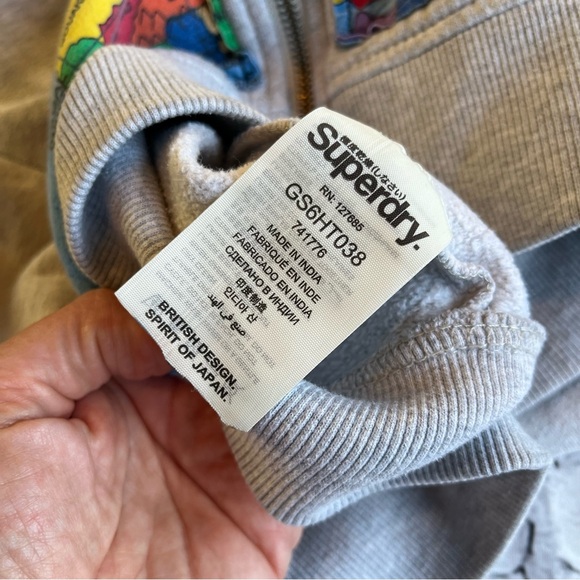 Superdry.
極度乾燥(しなさい)
RN: 127685
GS6HT038
741776
MADE IN INDIA
FABRIQUÉ EN INDE
FABRICADO EN INDIA
СДЕЛАНО В ИНДИИ
印度制造
인디아 산
صنع في الهند
BRITISH DESIGN.
SPIRIT OF JAPAN.